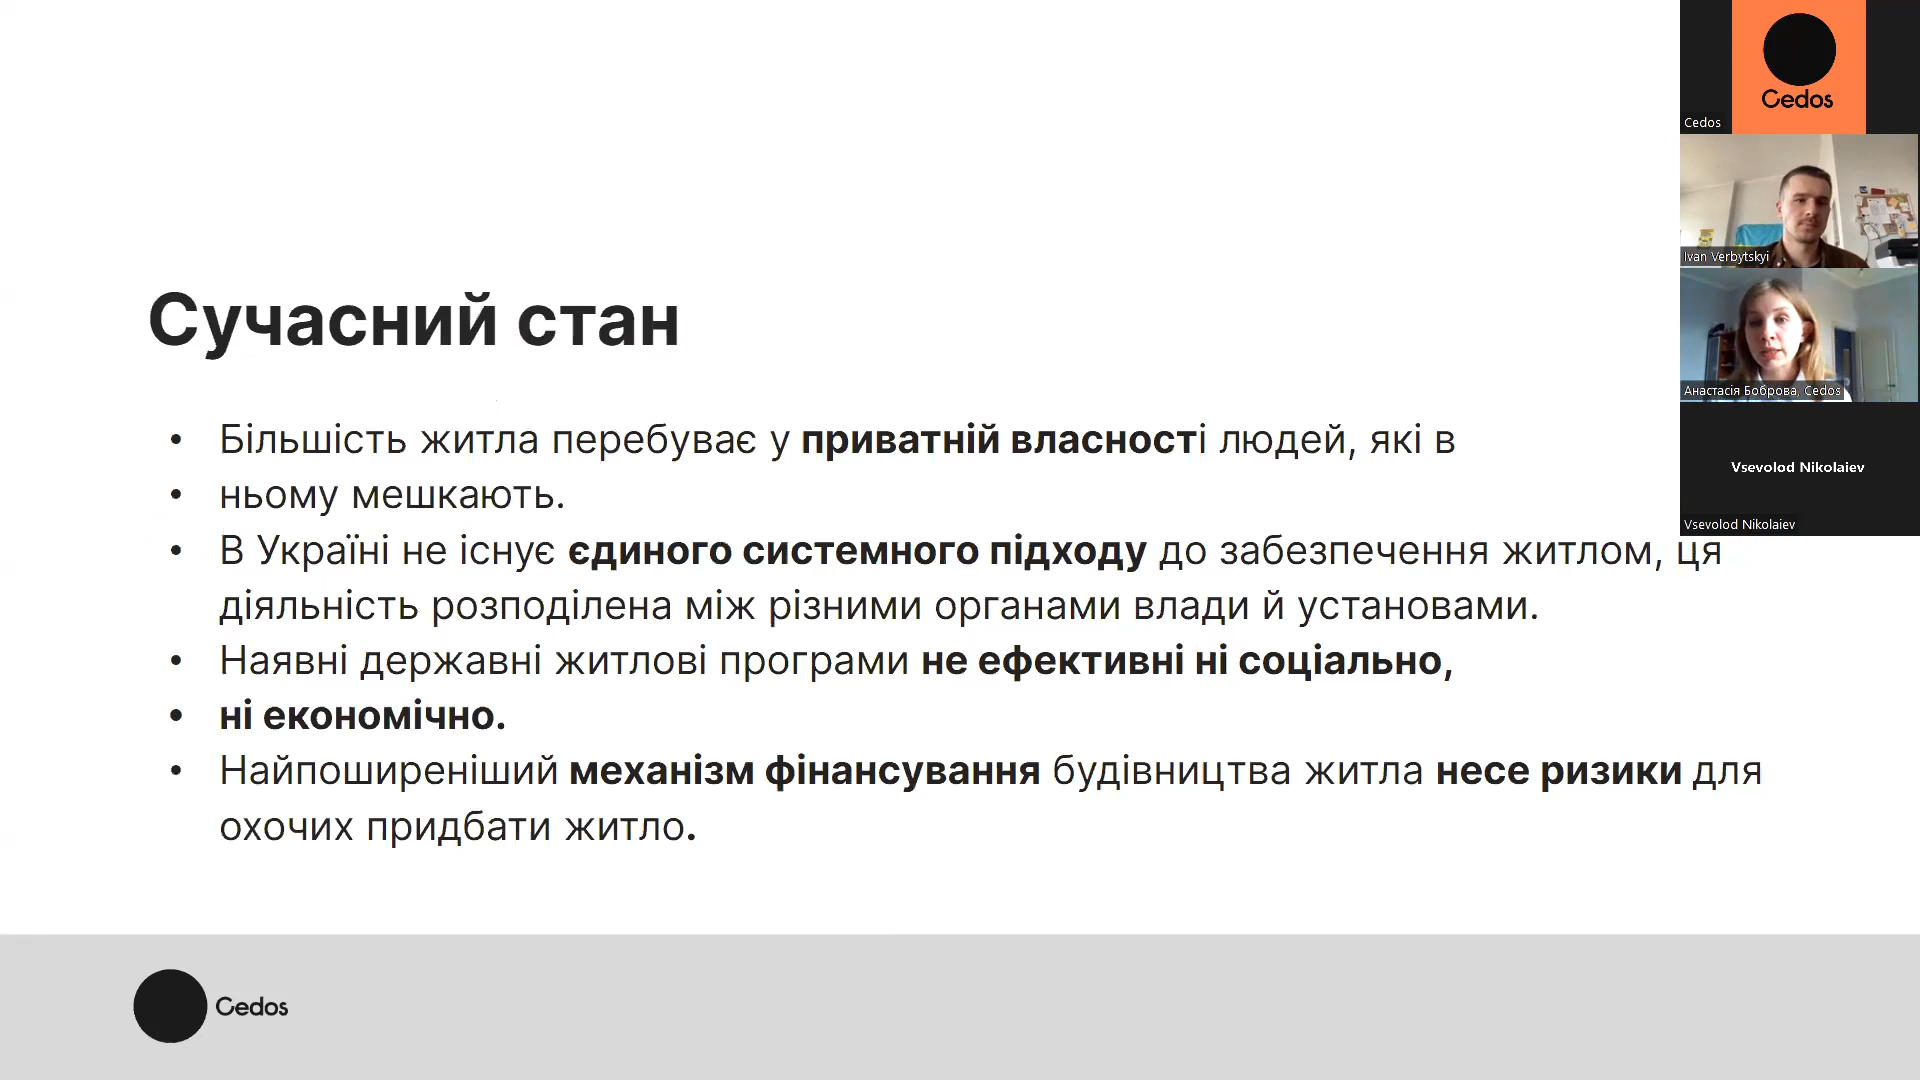 Сучасний стан
• Більшість житла перебуває у приватній власності людей, які в
• ньому мешкають.
• В Україні не існує єдиного системного підходу до забезпечення житлом, ця
діяльність розподілена між різними органами влади й установами.
• Наявні державні житлові програми не ефективні ні соціально,
• ні економічно.
• Найпоширеніший механізм фінансування будівництва житла несе ризики для
охочих придбати житло.
Cedos
Cedos
Cedos
Ivan Verbytskyi
Анастасія Боброва, Cedos
Vsevolod Nikolaiev
Vsevolod Nikolaiev